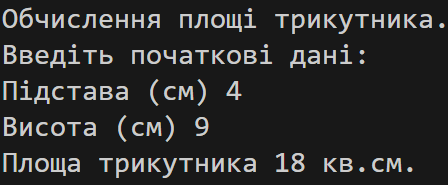 Обчислення площі трикутника.
Введіть початкові дані:
Підстава (см) 4
Висота (см) 9
Площа трикутника 18 кв.см.